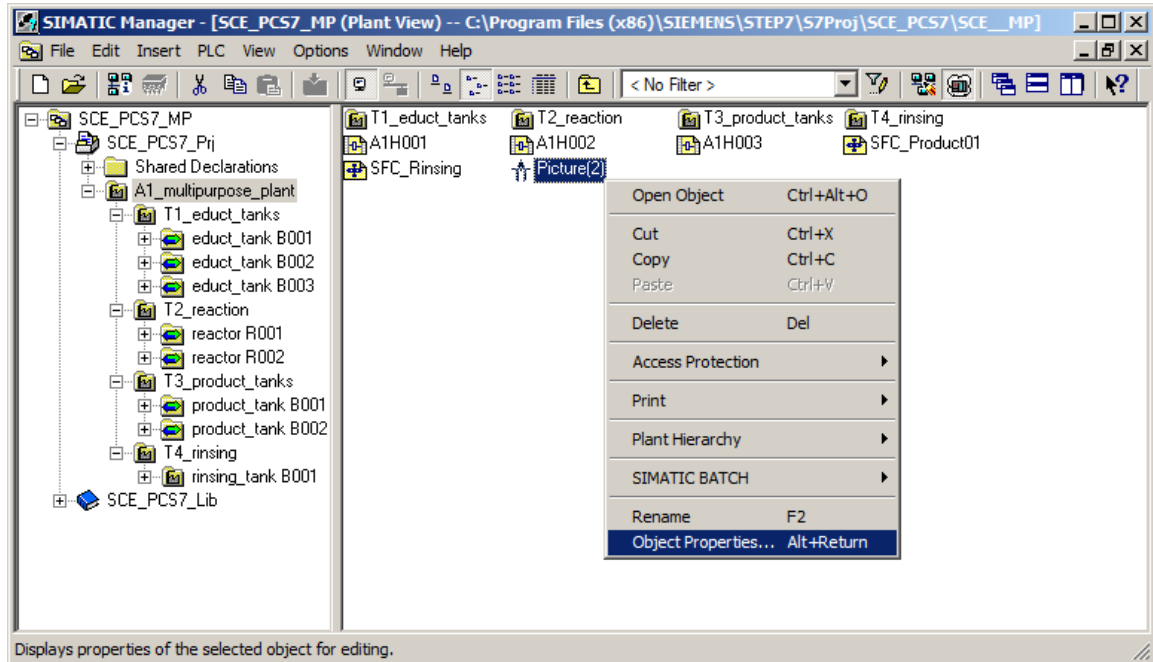 SIMATIC Manager - [SCE_PCS7_MP (Plant View) -- C:\Program Files (x86)\SIEMENS\STEP7\S7Proj\SCE_PCS7\SCE__MP]
File Edit Insert PLC View Options Window Help
< No Filter >
SCE_PCS7_MP
SCE_PCS7_Prj
Shared Declarations
A1_multipurpose_plant
T1_educt_tanks
educt_tank B001
educt_tank B002
educt_tank B003
T2_reaction
reactor R001
reactor R002
T3_product_tanks
product_tank B001
product_tank B002
T4_rinsing
rinsing_tank B001
SCE_PCS7_Lib
T1_educt_tanks T2_reaction T3_product_tanks T4_rinsing
A1H001 A1H002 A1H003 SFC_Product01
SFC_Rinsing Picture(2)
Open Object Ctrl+Alt+O
Cut Ctrl+X
Copy Ctrl+C
Paste Ctrl+V
Delete Del
Access Protection
Print
Plant Hierarchy
SIMATIC BATCH
Rename F2
Object Properties... Alt+Return
Displays properties of the selected object for editing.